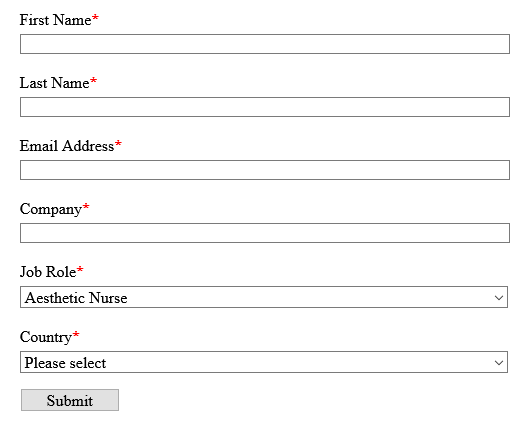 First Name*
Last Name*
Email Address*
Company*
Job Role*
Aesthetic Nurse
Country*
Please select
Submit